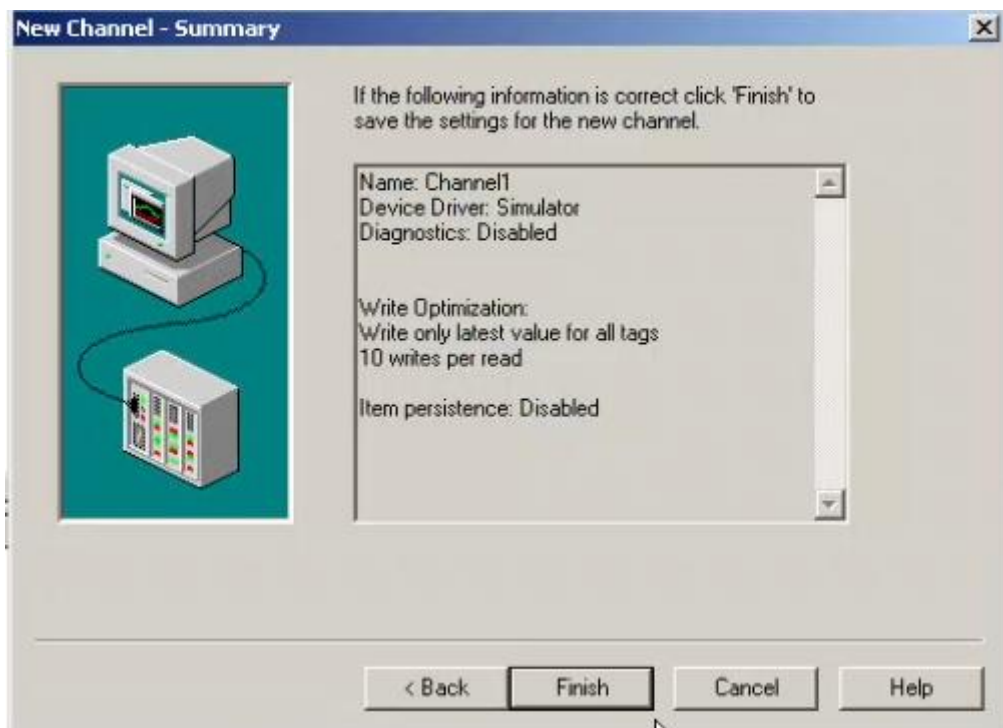 New Channel - Summary
If the following information is correct click 'Finish' to
save the settings for the new channel.
Name: Channel1
Device Driver: Simulator
Diagnostics: Disabled
Write Optimization:
Write only latest value for all tags
10 writes per read
Item persistence: Disabled
< Back
Finish
Cancel
Help